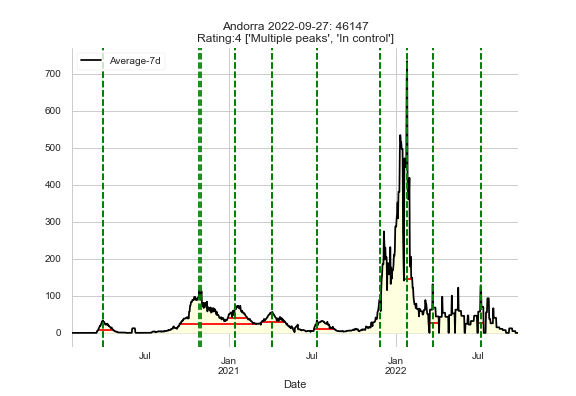 Andorra 2022-09-27: 46147
Rating:4 ['Multiple peaks', 'In control']
Average-7d
700
600
500
400
300
200
100
0
Jul
Jan
2021
Jul
Jan
2022
Jul
Date